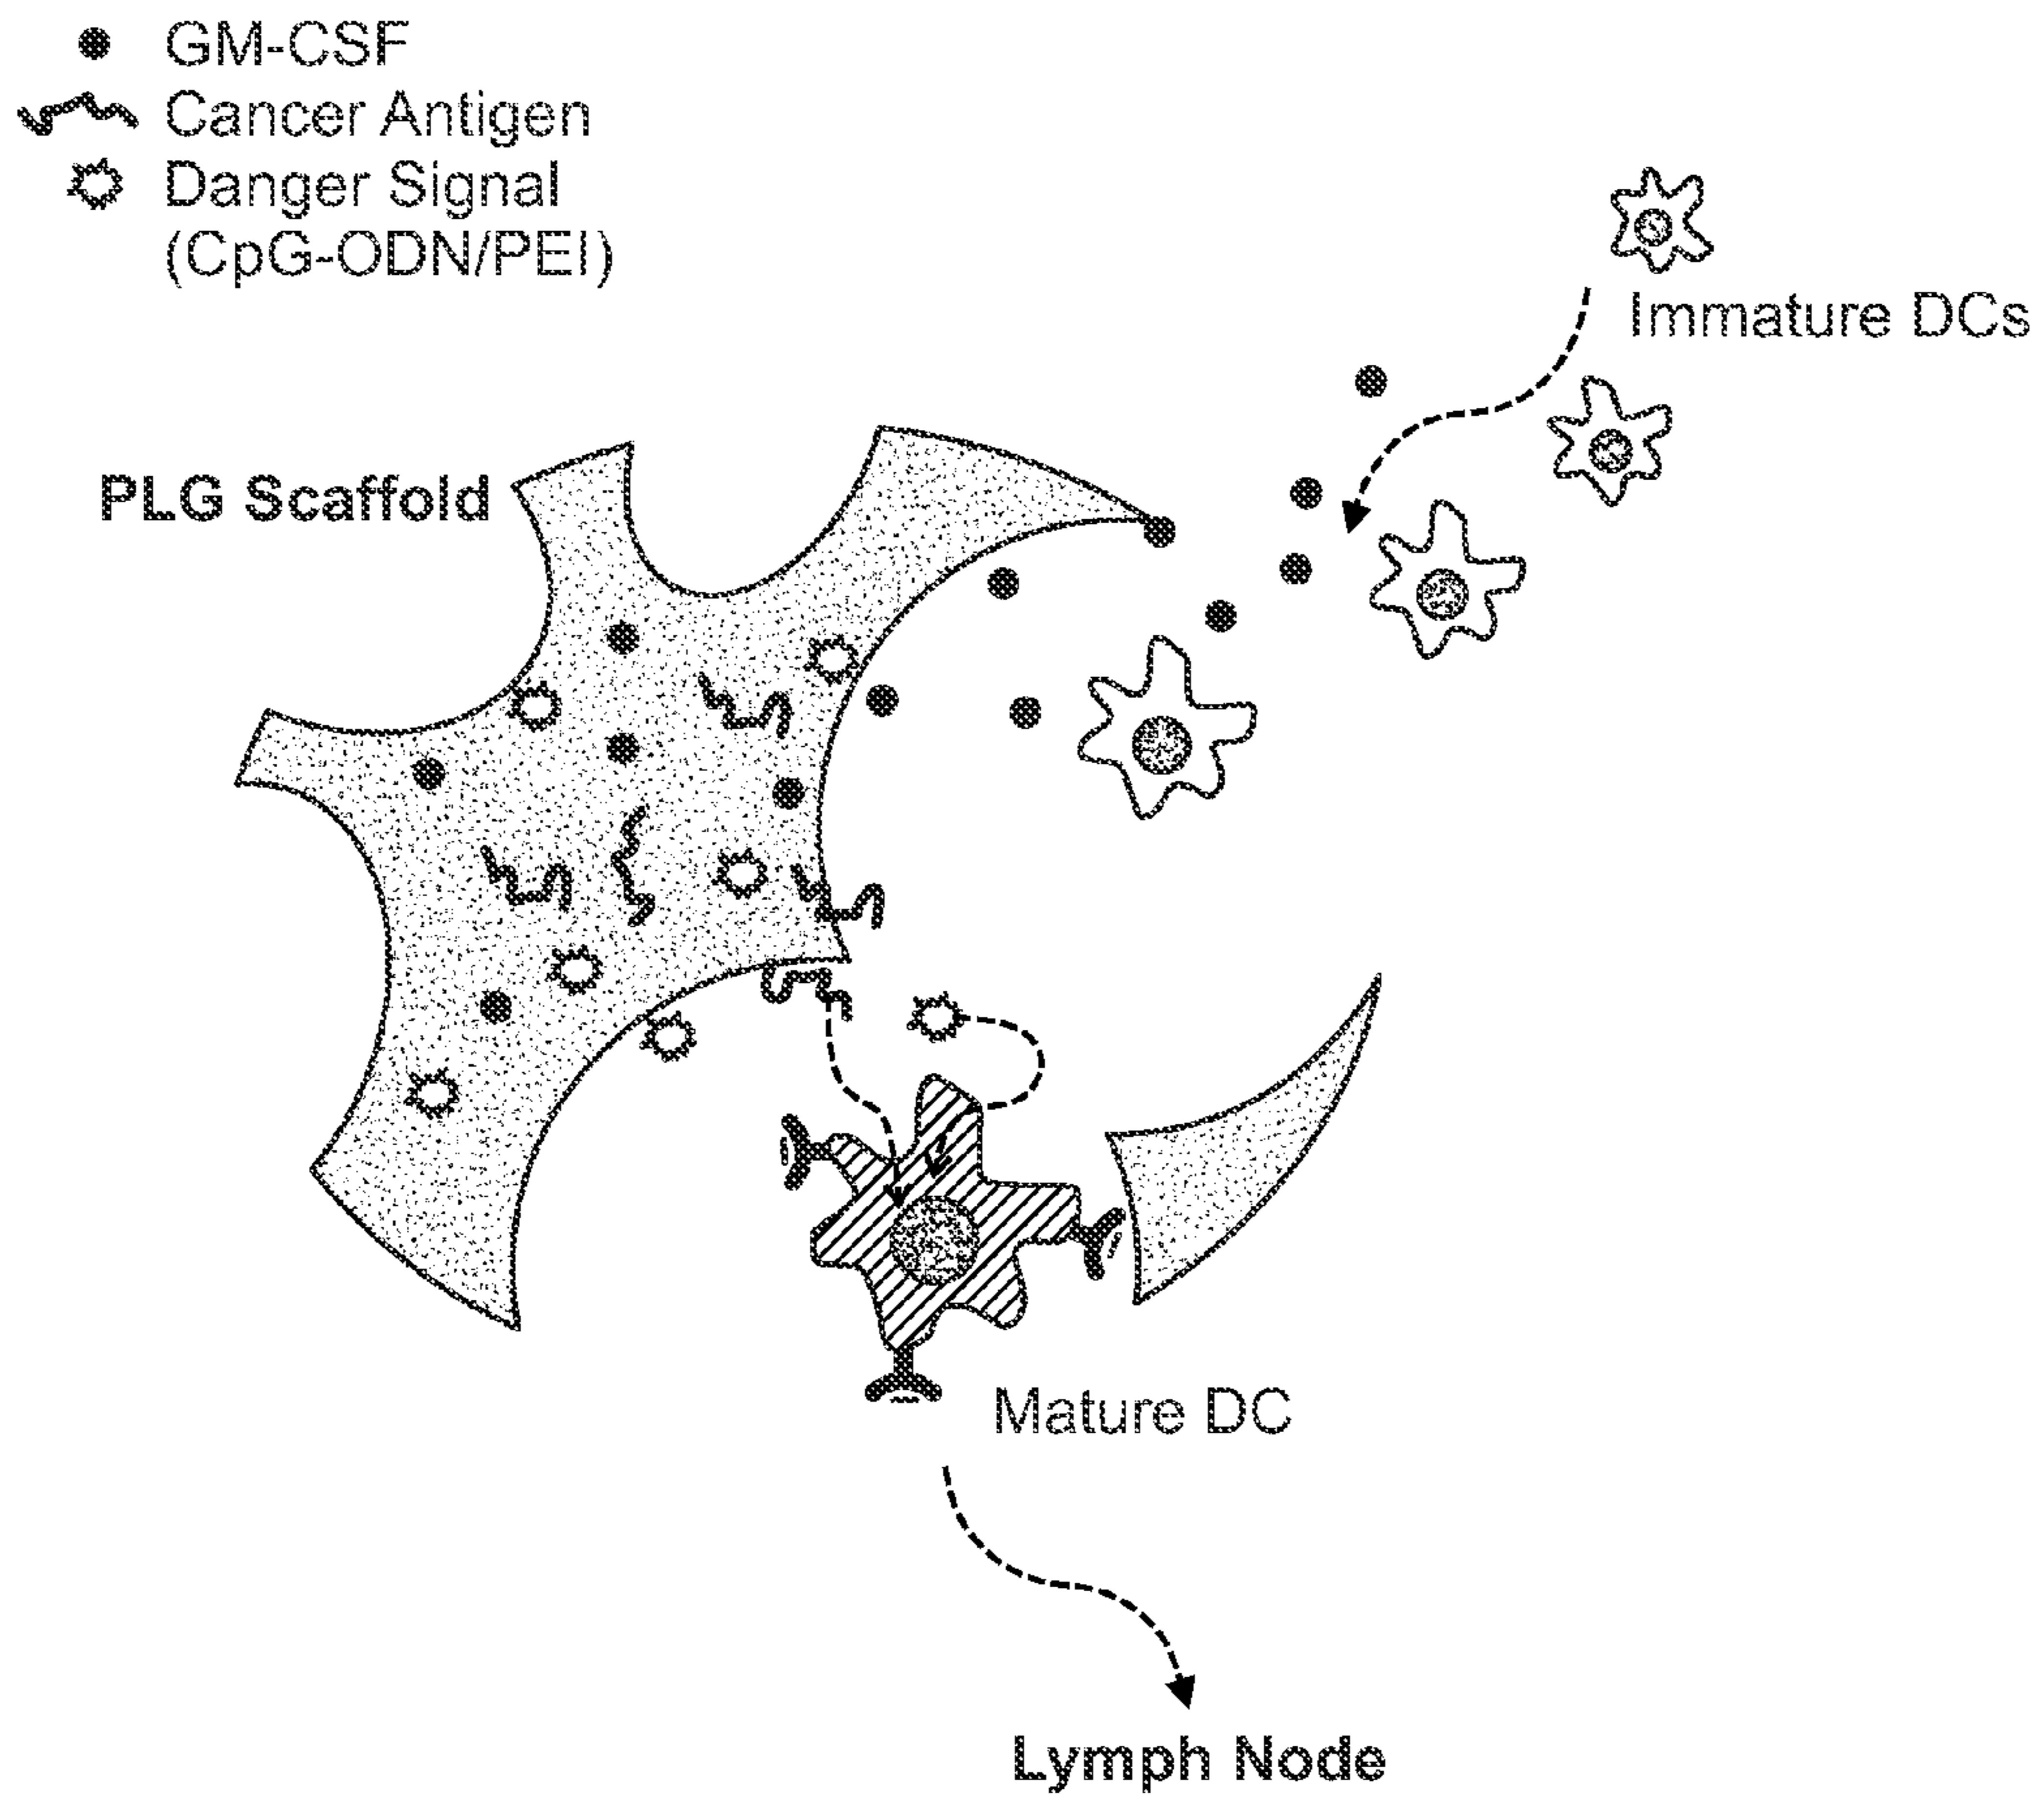 GM-CSF
Cancer Antigen
Danger Signal
(CpG-ODN/PEI)
Immature DCs
PLG Scaffold
Mature DC
Lymph Node